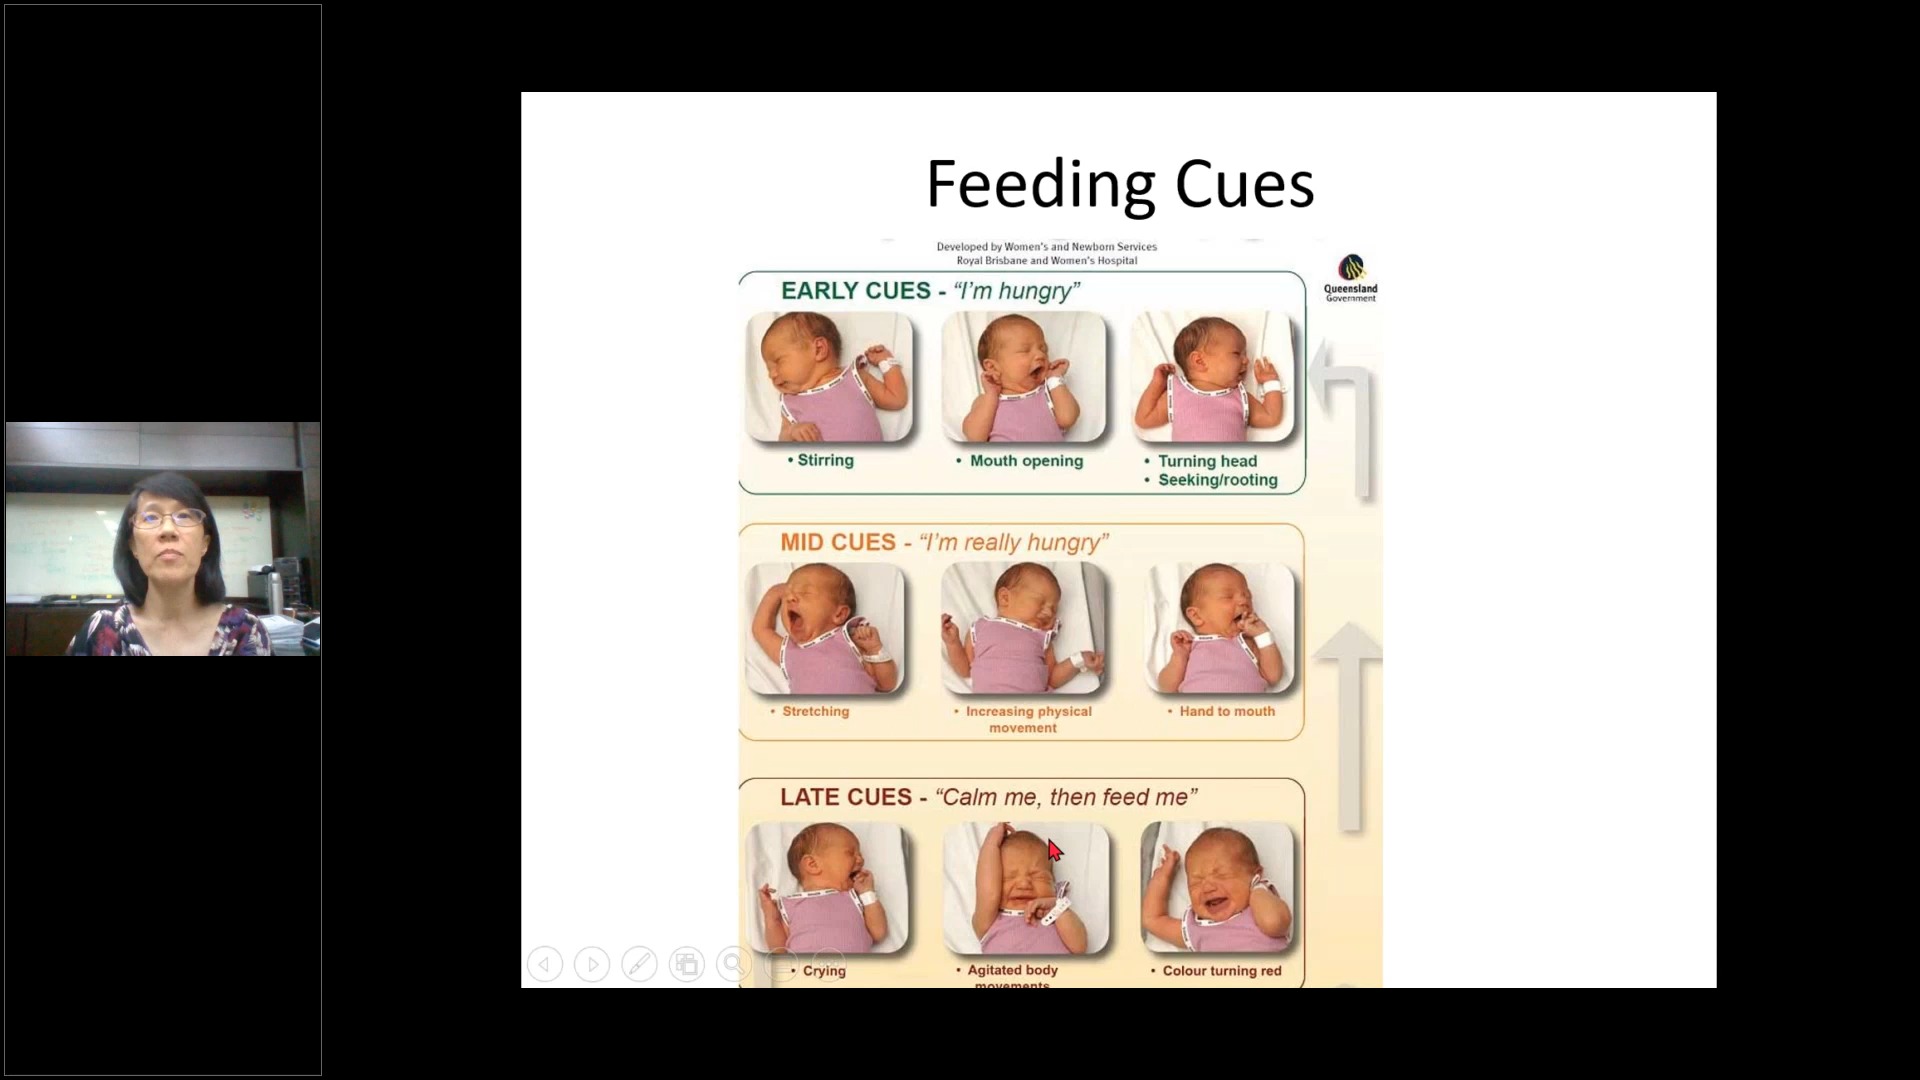 Feeding Cues
Developed by Women's and Newborn Services
Royal Brisbane and Women's Hospital
Queensland
Government
EARLY CUES - “I'm hungry”
• Stirring
• Mouth opening
• Turning head
• Seeking/rooting
MID CUES - “I'm really hungry”
• Stretching
• Increasing physical
movement
• Hand to mouth
LATE CUES - “Calm me, then feed me”
• Crying
• Agitated body
movements
• Colour turning red